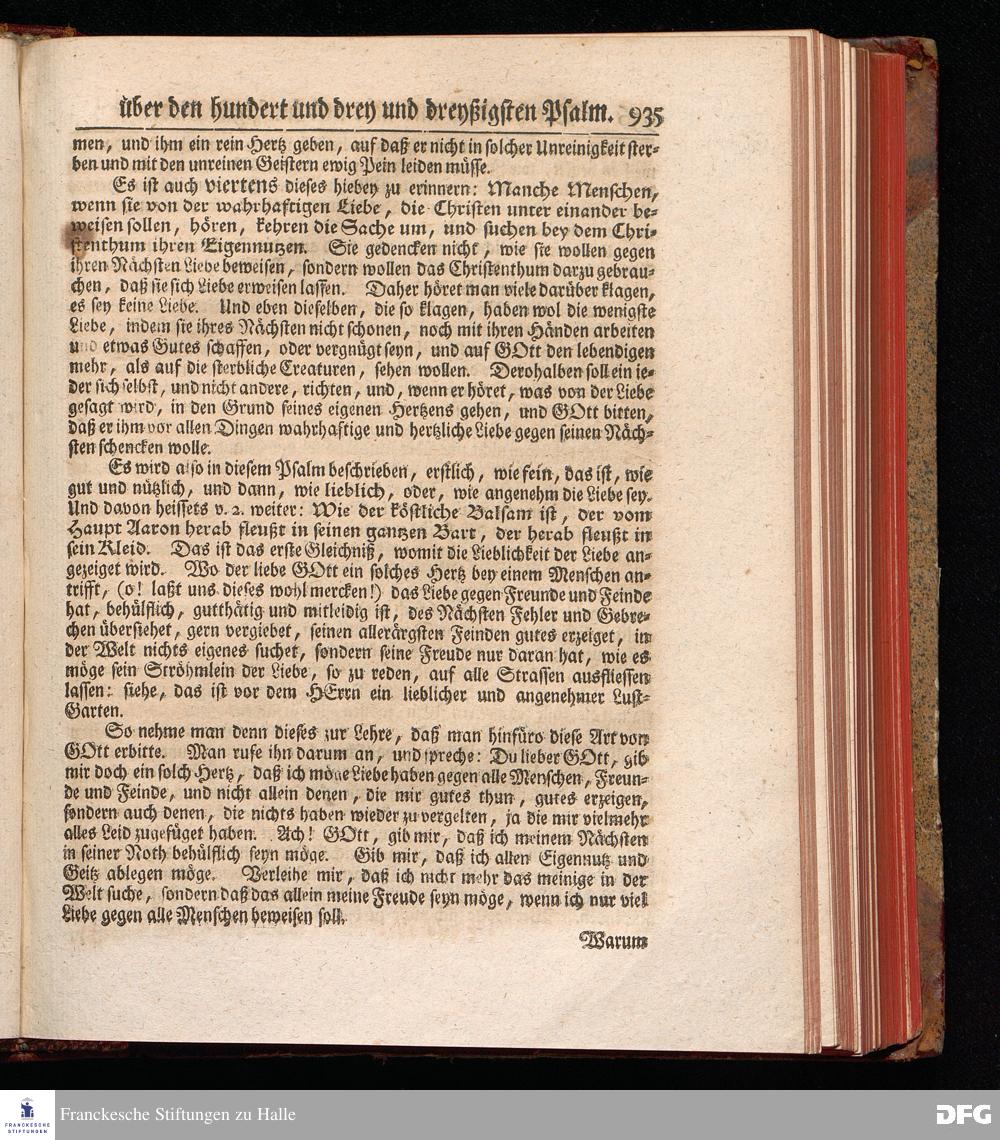 über den hundert und drey und dreyßigsten Psalm. 935
men, und ihm ein rein Hertz geben, auf daß er nicht in solcher Unreinigkeit ster-
ben und mit den unreinen Geistern ewig Pein leiden müsse.
Es ist auch viertens dieses hiebey zu erinnern: Manche Menschen,
wenn sie von der wahrhaftigen Liebe, die Christen unter einander be-
weisen sollen, hören, kehren die Sache um, und suchen bey dem Chri-
stenthum ihren Eigennutzen. Sie gedencken nicht, wie sie wollen gegen
ihren Nächsten Liebe beweisen, sondern wollen das Christenthum darzu gebrau-
chen, daß sie sich Liebe erweisen lassen. Daher höret man viele darüber klagen,
es sey keine Liebe. Und eben dieselben, die so klagen, haben wol die wenigste
Liebe, indem sie ihres Nächsten nicht schonen, noch mit ihren Händen arbeiten
und etwas Gutes schaffen, oder vergnügt seyn, und auf GOtt den lebendigen
mehr, als auf die sterbliche Creaturen, sehen wollen. Derohalben soll ein ie-
der sich selbst, und nicht andere, richten, und, wenn er höret, was von der Liebe
gesagt wird, in den Grund seines eigenen Hertzens gehen, und GOtt bitten,
daß er ihm vor allen Dingen wahrhaftige und hertzliche Liebe gegen seinen Näch-
sten schencken wolle.
Es wird also in diesem Psalm beschrieben, erstlich, wie fein, das ist, wie
gut und nützlich, und dann, wie lieblich, oder, wie angenehm die Liebe sey.
Und davon heissets v. 2. weiter: Wie der köstliche Balsam ist, der vom
Haupt Aaron herab fleußt in seinen gantzen Bart, der herab fleußt in
sein Kleid. Das ist das erste Gleichniß, womit die Lieblichkeit der Liebe an-
gezeiget wird. Wo der liebe GOtt ein solches Hertz bey einem Menschen an-
trifft, (o! laßt uns dieses wohl mercken!) das Liebe gegen Freunde und Feinde
hat, behülflich, gutthätig und mitleidig ist, des Nächsten Fehler und Gebre-
chen übersiehet, gern vergiebet, seinen allerärgsten Feinden gutes erzeiget, in
der Welt nichts eigenes suchet, sondern seine Freude nur daran hat, wie es
möge sein Ströhmlein der Liebe, so zu reden, auf alle Strassen ausfliessen
lassen: siehe, das ist vor dem HErrn ein lieblicher und angenehmer Lust-
Garten.
So nehme man denn dieses zur Lehre, daß man hinfüro diese Art von
GOtt erbitte. Man rufe ihn darum an, und spreche: Du lieber GOtt, gib
mir doch ein solch Hertz, daß ich möge Liebe haben gegen alle Menschen, Freun-
de und Feinde, und nicht allein denen, die mir gutes thun, gutes erzeigen,
sondern auch denen, die nichts haben wieder zu vergelten, ja die mir vielmehr
alles Leid zugefüget haben. Ach! GOtt, gib mir, daß ich meinem Nächsten
in seiner Noth behülflich seyn möge. Gib mir, daß ich allen Eigennutz und
Geitz ablegen möge. Verleihe mir, daß ich nicht mehr das meinige in der
Welt suche, sondern daß das allein meine Freude seyn möge, wenn ich nur viel
Liebe gegen alle Menschen beweisen soll.
Warum
FRANCKESCHE
STIFTUNGEN
Franckesche Stiftungen zu Halle
DFG